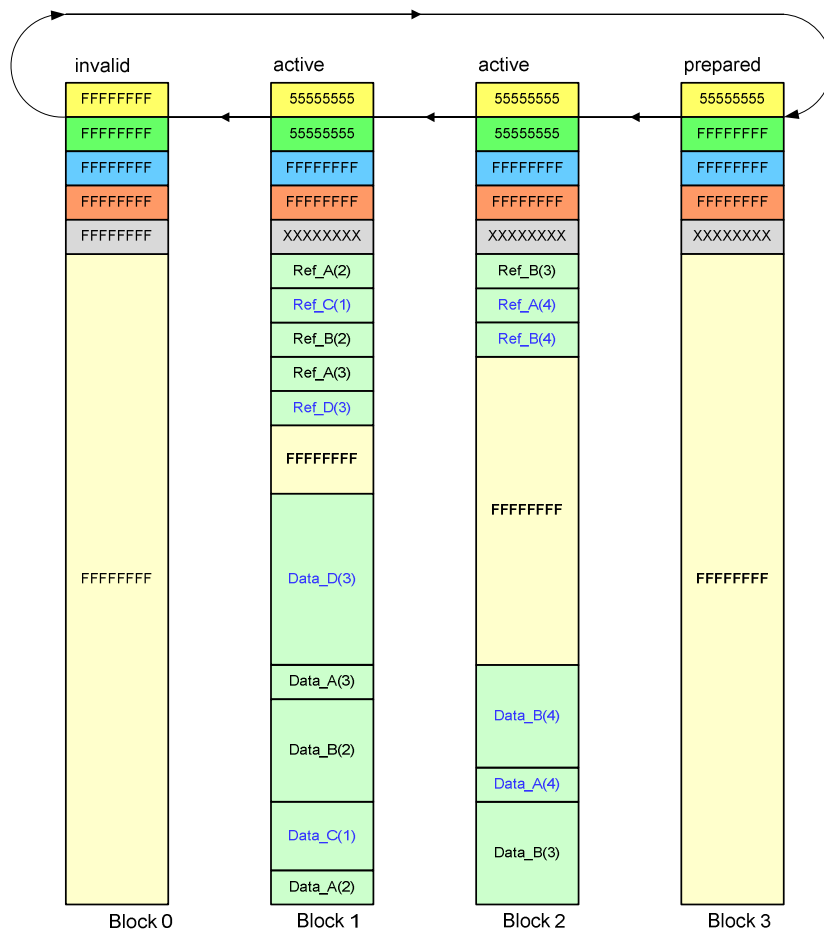 invalid
FFFFFFFF
FFFFFFFF
FFFFFFFF
FFFFFFFF
FFFFFFFF
FFFFFFFF
Block 0
active
55555555
55555555
FFFFFFFF
FFFFFFFF
XXXXXXXX
Ref_A(2)
Ref_C(1)
Ref_B(2)
Ref_A(3)
Ref_D(3)
FFFFFFFF
Data_D(3)
Data_A(3)
Data_B(2)
Data_C(1)
Data_A(2)
Block 1
active
55555555
55555555
FFFFFFFF
FFFFFFFF
XXXXXXXX
Ref_B(3)
Ref_A(4)
Ref_B(4)
FFFFFFFF
Data_B(4)
Data_A(4)
Data_B(3)
Block 2
prepared
55555555
FFFFFFFF
FFFFFFFF
FFFFFFFF
XXXXXXXX
FFFFFFFF
Block 3